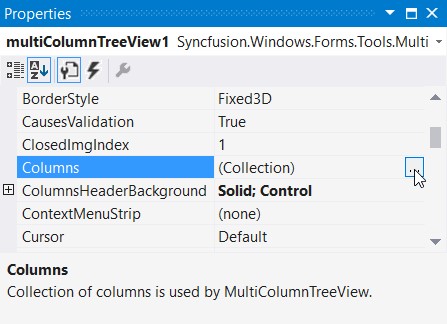 Properties
multiColumnTreeView1 Syncfusion.Windows.Forms.Tools.Multi
BorderStyle Fixed3D
CausesValidation True
ClosedImgIndex 1
Columns (Collection)
ColumnsHeaderBackground Solid; Control
ContextMenuStrip (none)
Cursor Default
Columns
Collection of columns is used by MultiColumnTreeView.